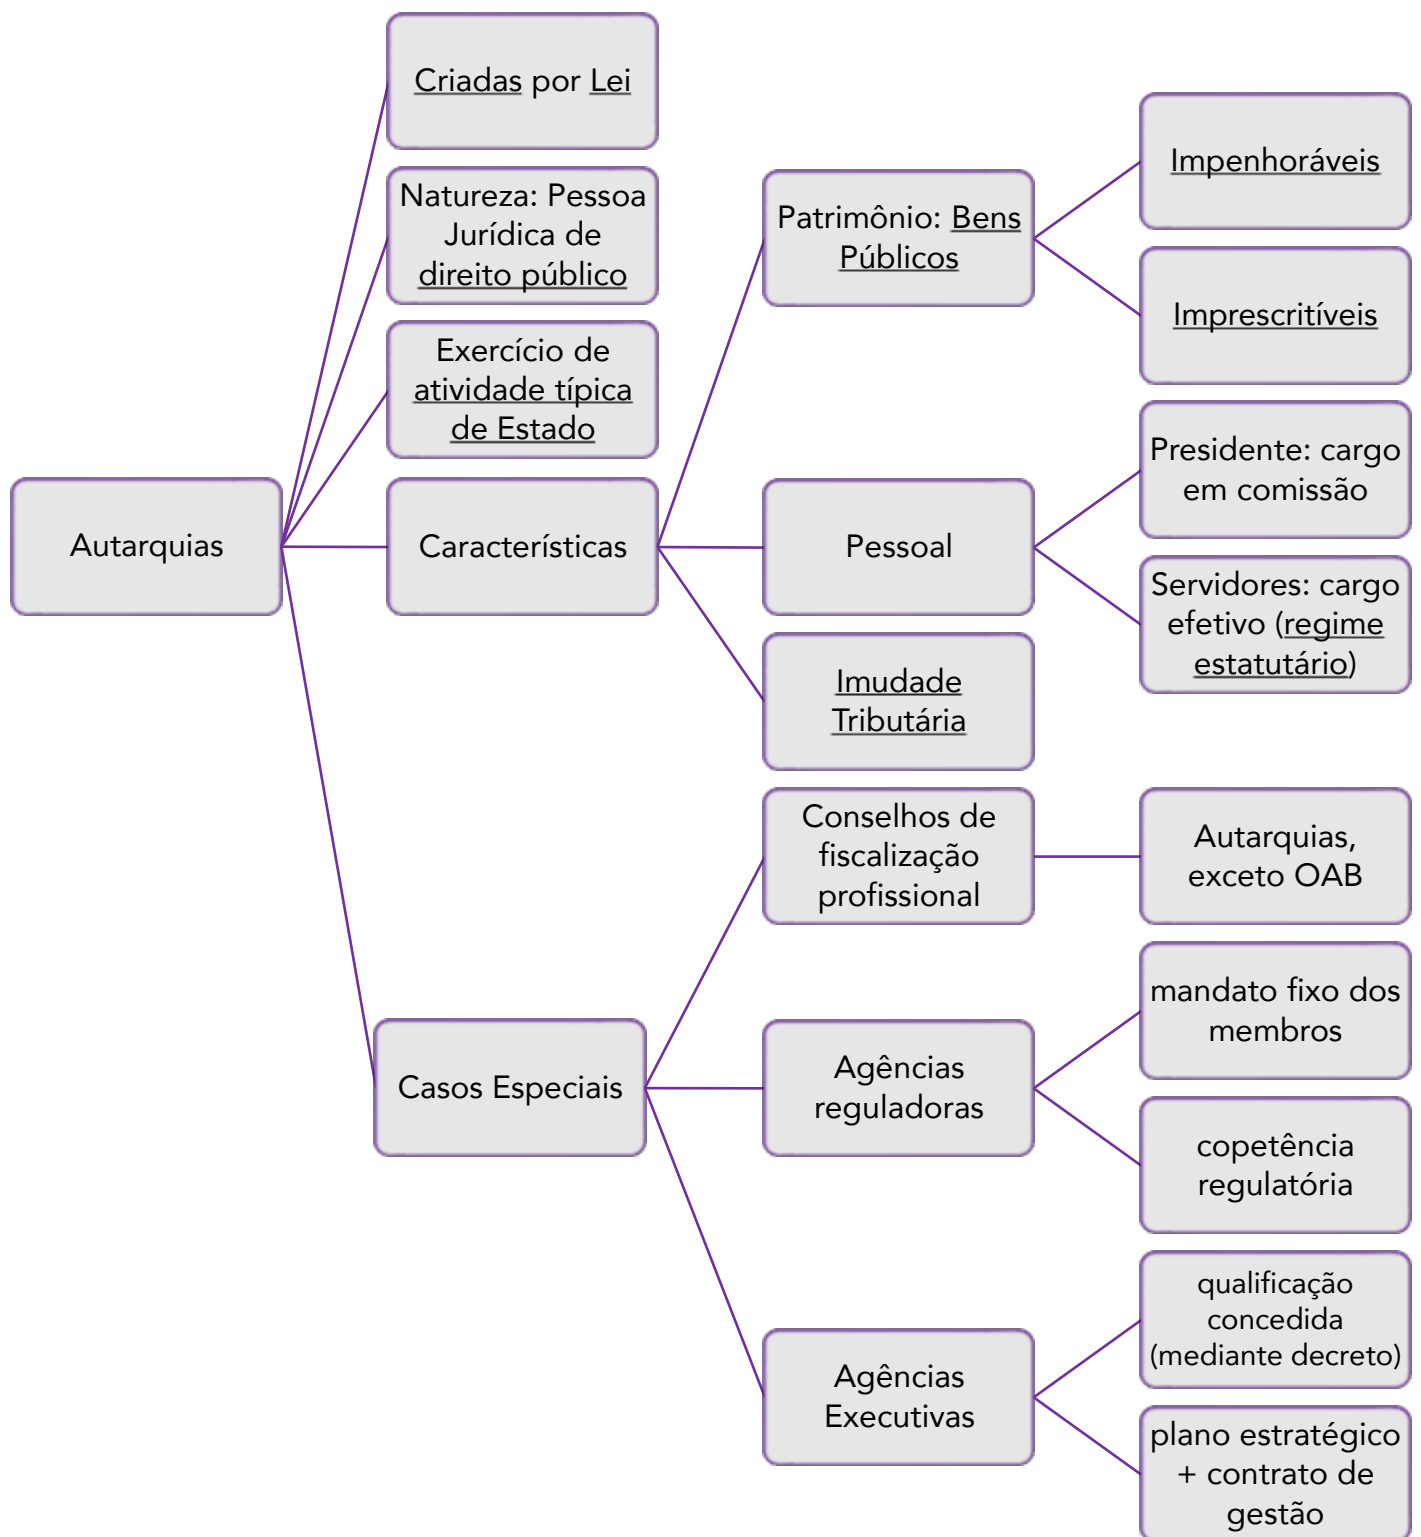 Autarquias
Criadas por Lei
Natureza: Pessoa
Jurídica de
direito público
Exercício de
atividade típica
de Estado
Características
Patrimônio: Bens
Públicos
Impenhoráveis
Imprescritíveis
Pessoal
Presidente: cargo
em comissão
Servidores: cargo
efetivo (regime
estatutário)
Imudade
Tributária
Casos Especiais
Conselhos de
fiscalização
profissional
Autarquias,
exceto OAB
Agências
reguladoras
mandato fixo dos
membros
copetência
regulatória
Agências
Executivas
qualificação
concedida
(mediante decreto)
plano estratégico
+ contrato de
gestão